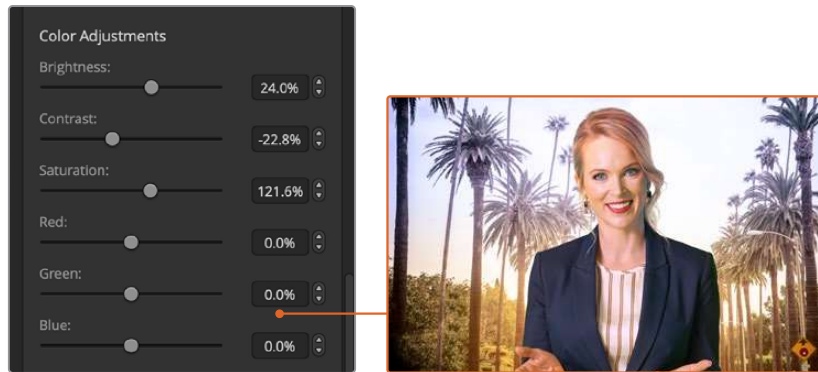 Color Adjustments
Brightness:
24.0%
Contrast:
-22.8%
Saturation:
121.6%
Red:
0.0%
Green:
0.0%
Blue:
0.0%